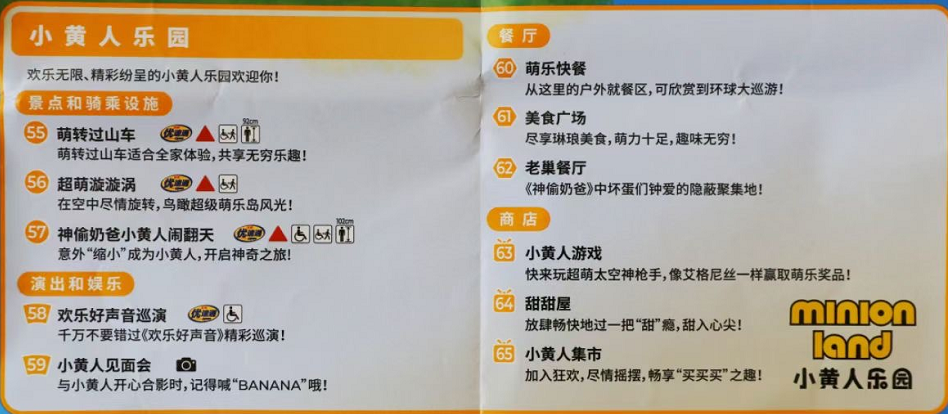 小黄人乐园
欢乐无限、精彩纷呈的小黄人乐园欢迎你!
景点和骑乘设施
55 萌转过山车 优速通 92cm
萌转过山车适合全家体验,共享无穷乐趣!
56 超萌漩漩涡 优速通
在空中尽情旋转,鸟瞰超级萌乐岛风光!
57 神偷奶爸小黄人闹翻天 优速通 102cm
意外“缩小”成为小黄人,开启神奇之旅!
演出和娱乐
58 欢乐好声音巡演 优速通
千万不要错过《欢乐好声音》精彩巡演!
59 小黄人见面会
与小黄人开心合影时,记得喊“BANANA”哦!
餐厅
60 萌乐快餐
从这里的户外就餐区,可欣赏到环球大巡游!
61 美食广场
尽享琳琅美食,萌力十足,趣味无穷!
62 老巢餐厅
《神偷奶爸》中坏蛋们钟爱的隐蔽聚集地!
商店
63 小黄人游戏
快来玩超萌太空神枪手,像艾格尼丝一样赢取萌乐奖品!
64 甜甜屋
放肆畅快地过一把“甜”瘾,甜入心尖!
65 小黄人集市
加入狂欢,尽情摇摆,畅享“买买买”之趣!
minion
land
小黄人乐园